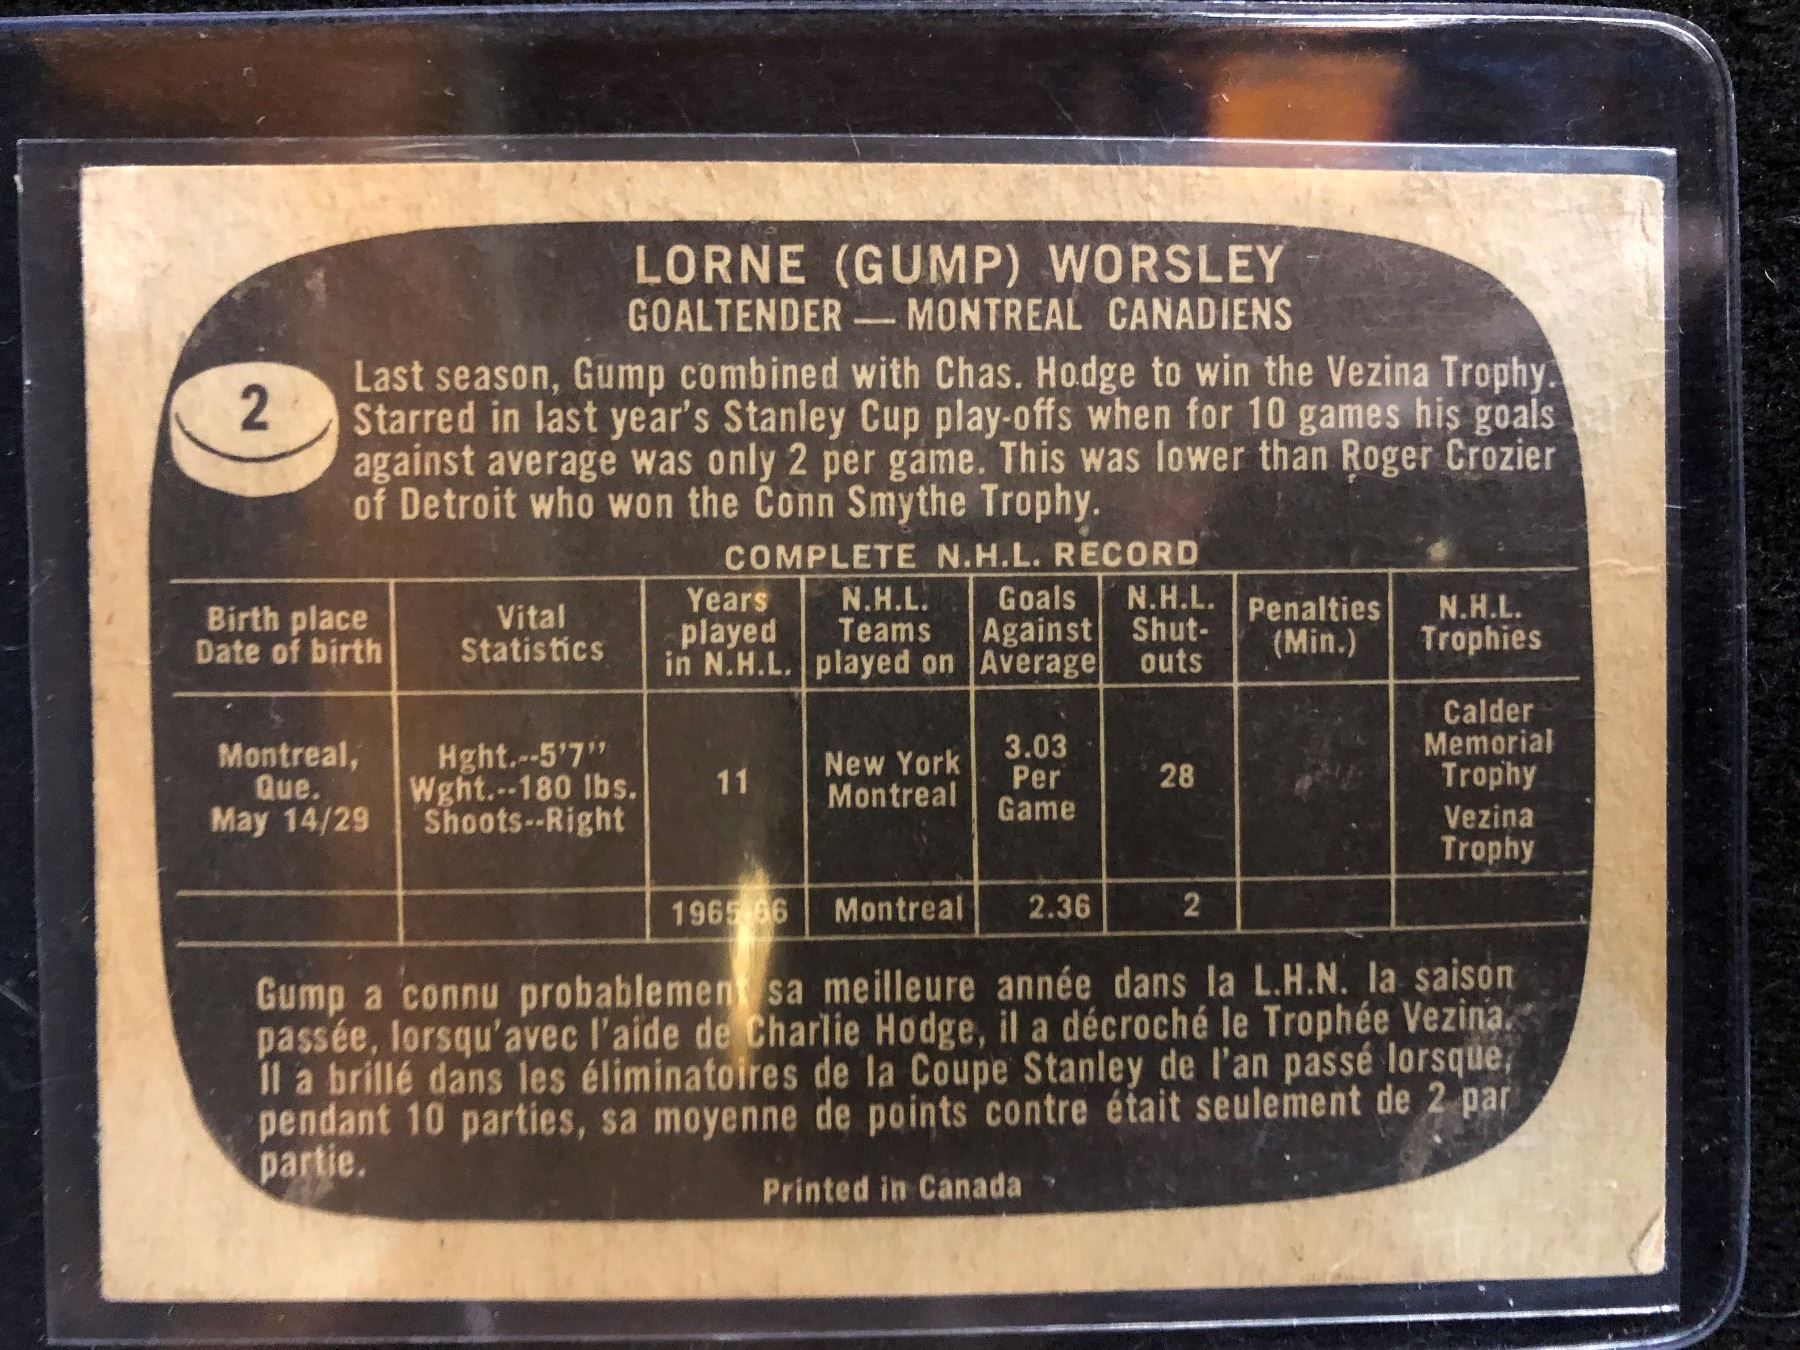 LORNE (GUMP) WORSLEY
GOALTENDER — MONTREAL CANADIENS
2
Last season, Gump combined with Chas. Hodge to win the Vezina Trophy.
Starred in last year's Stanley Cup play-offs when for 10 games his goals
against average was only 2 per game. This was lower than Roger Crozier
of Detroit who won the Conn Smythe Trophy.
COMPLETE N.H.L. RECORD
Birth place
Date of birth
Vital
Statistics
Years
played
in N.H.L.
N.H.L.
Teams
played on
Goals
Against
Average
N.H.L.
Shut-
outs
Penalties
(Min.)
N.H.L.
Trophies
Montreal,
Que.
May 14/29
Hght.--5'7"
Wght.--180 lbs.
Shoots--Right
11
New York
Montreal
3.03
Per
Game
28
Calder
Memorial
Trophy
Vezina
Trophy
1965-66
Montreal
2.36
2
Gump a connu probablement sa meilleure année dans la L.H.N. la saison
passée, lorsqu'avec l'aide de Charlie Hodge, il a décroché le Trophée Vezina.
Il a brillé dans les éliminatoires de la Coupe Stanley de l'an passé lorsque,
pendant 10 parties, sa moyenne de points contre était seulement de 2 par
partie.
Printed in Canada